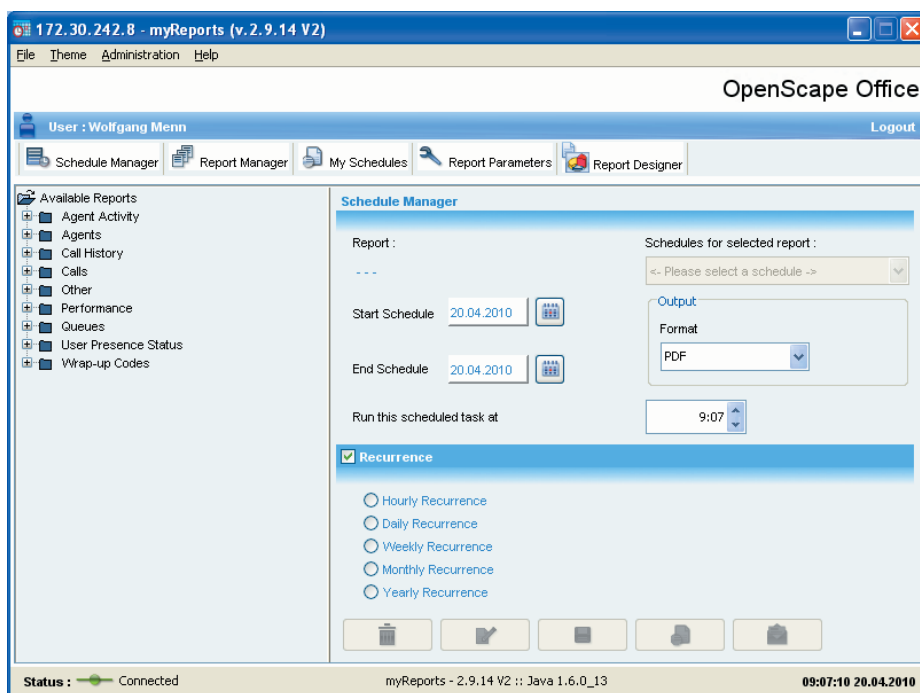 172.30.242.8 - myReports (v.2.9.14 V2)
File Theme Administration Help
OpenScape Office
User : Wolfgang Menn
Logout
Schedule Manager
Report Manager
My Schedules
Report Parameters
Report Designer
Available Reports
Agent Activity
Agents
Call History
Calls
Other
Performance
Queues
User Presence Status
Wrap-up Codes
Schedule Manager
Report :
- - -
Schedules for selected report :
<- Please select a schedule ->
Start Schedule 20.04.2010
Output
Format
PDF
End Schedule 20.04.2010
Run this scheduled task at 9:07
Recurrence
Hourly Recurrence
Daily Recurrence
Weekly Recurrence
Monthly Recurrence
Yearly Recurrence
Status : Connected
myReports - 2.9.14 V2 :: Java 1.6.0_13
09:07:10 20.04.2010